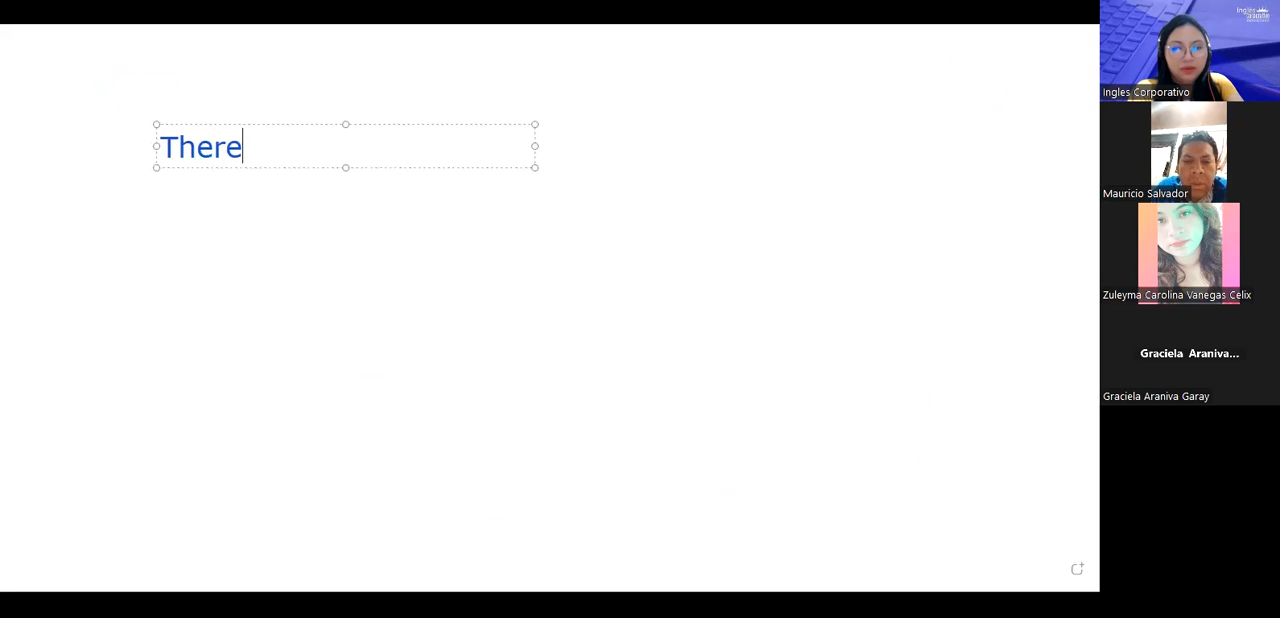 There
Ingles Corporativo
Mauricio Salvador
Zuleyma Carolina Vanegas Celix
Graciela Araniva...
Graciela Araniva Garay